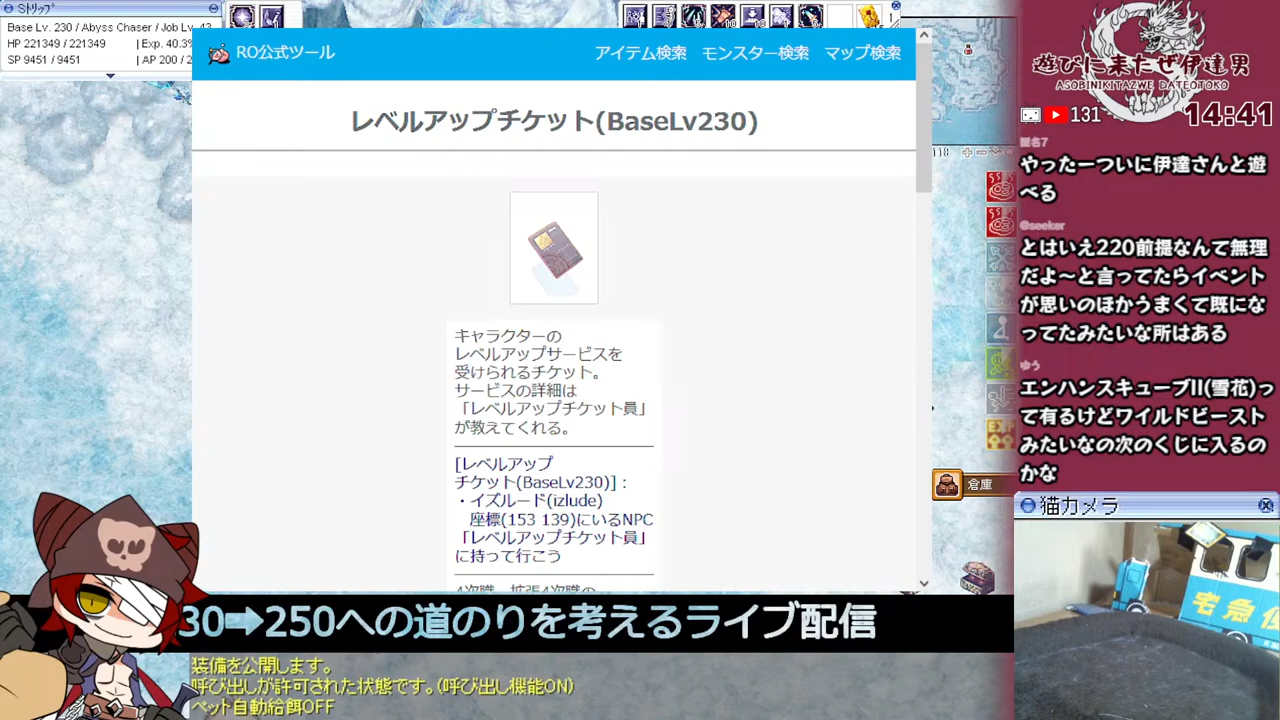 ｽﾄﾘｯﾌﾟ
Base Lv. 230 / Abyss Chaser / Job Lv. 43
HP 221349 / 221349 | Exp. 40.3%
SP 9451 / 9451 | AP 200 / 2
RO公式ツール
アイテム検索 モンスター検索 マップ検索
レベルアップチケット(BaseLv230)
キャラクターの
レベルアップサービスを
受けられるチケット。
サービスの詳細は
「レベルアップチケット員」
が教えてくれる。
[レベルアップ
チケット(BaseLv230)]：
・イズルード(izlude)
座標(153 139)にいるNPC
「レベルアップチケット員」
に持って行こう
4次職、拡張4次職の
118
倉庫
30➡250への道のりを考えるライブ配信
装備を公開します。
呼び出しが許可された状態です。(呼び出し機能ON)
ペット自動給餌OFF
遊びに来たぜ伊達男
ASOBINIKITAZWE DATEOTOKO
131
14:41
匿名7
やったーついに伊達さんと遊
べる
@seeker
とはいえ220前提なんて無理
だよ～と言ってたらイベント
が思いのほかうまくて既にな
ってたみたいな所はある
ゆう
エンハンスキューブII(雪花)っ
て有るけどワイルドビースト
みたいなの次のくじに入るの
かな
猫カメラ
宅急